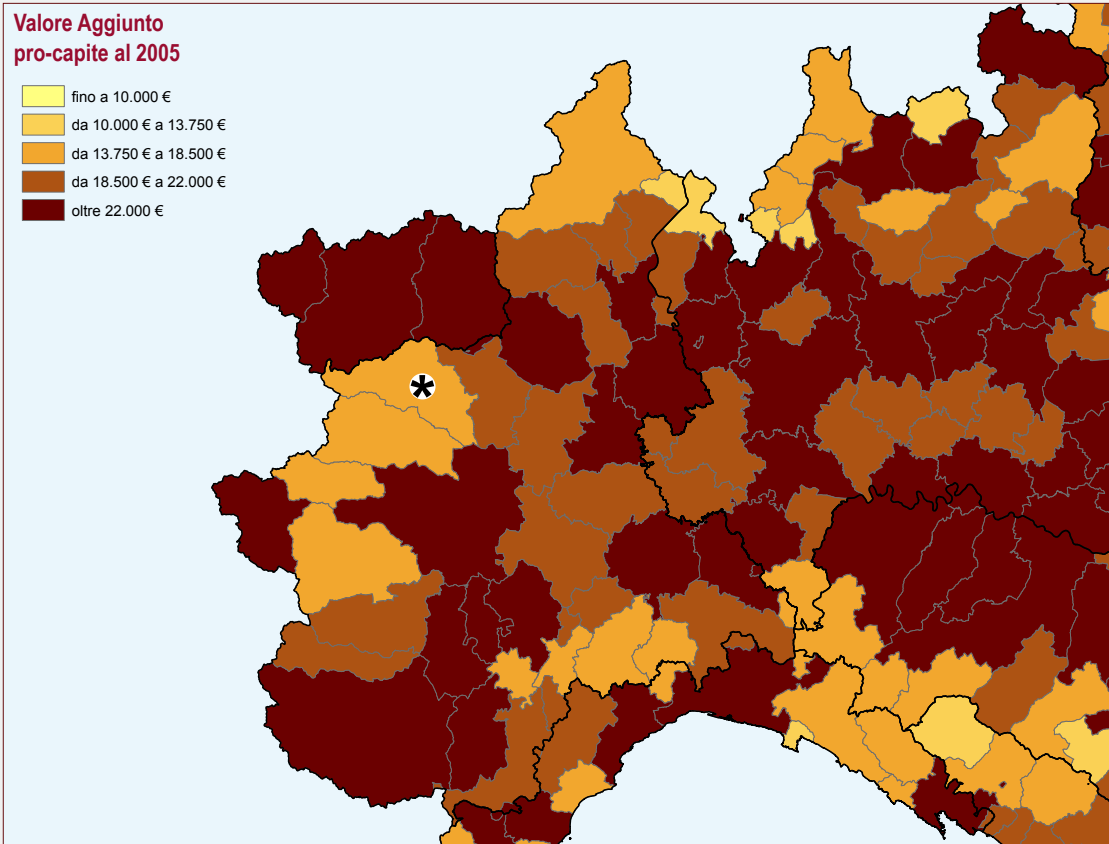 Valore Aggiunto
pro-capite al 2005
fino a 10.000 €
da 10.000 € a 13.750 €
da 13.750 € a 18.500 €
da 18.500 € a 22.000 €
oltre 22.000 €
*